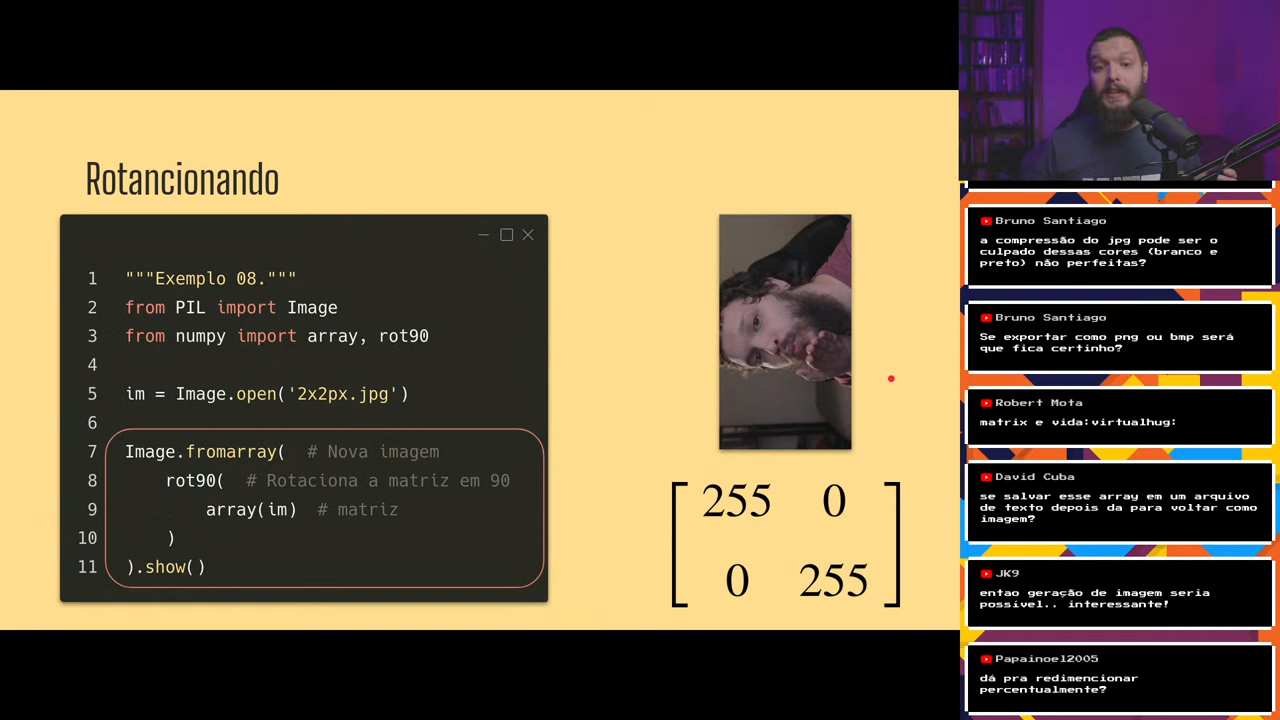 Rotancionando
1 """Exemplo 08."""
2 from PIL import Image
3 from numpy import array, rot90
4
5 im = Image.open('2x2px.jpg')
6
7 Image.fromarray(  # Nova imagem
8     rot90(  # Rotaciona a matriz em 90
9         array(im)  # matriz
10     )
11 ).show()
255 0
0 255
Bruno Santiago
a compressão do jpg pode ser o
culpado dessas cores (branco e
preto) não perfeitas?
Bruno Santiago
Se exportar como png ou bmp será
que fica certinho?
Robert Mota
matrix e vida:virtualhug:
David Cuba
se salvar esse array em um arquivo
de texto depois da para voltar como
imagem?
JK9
entao geração de imagem seria
possivel.. interessante!
Papainoel2005
dá pra redimencionar
percentualmente?